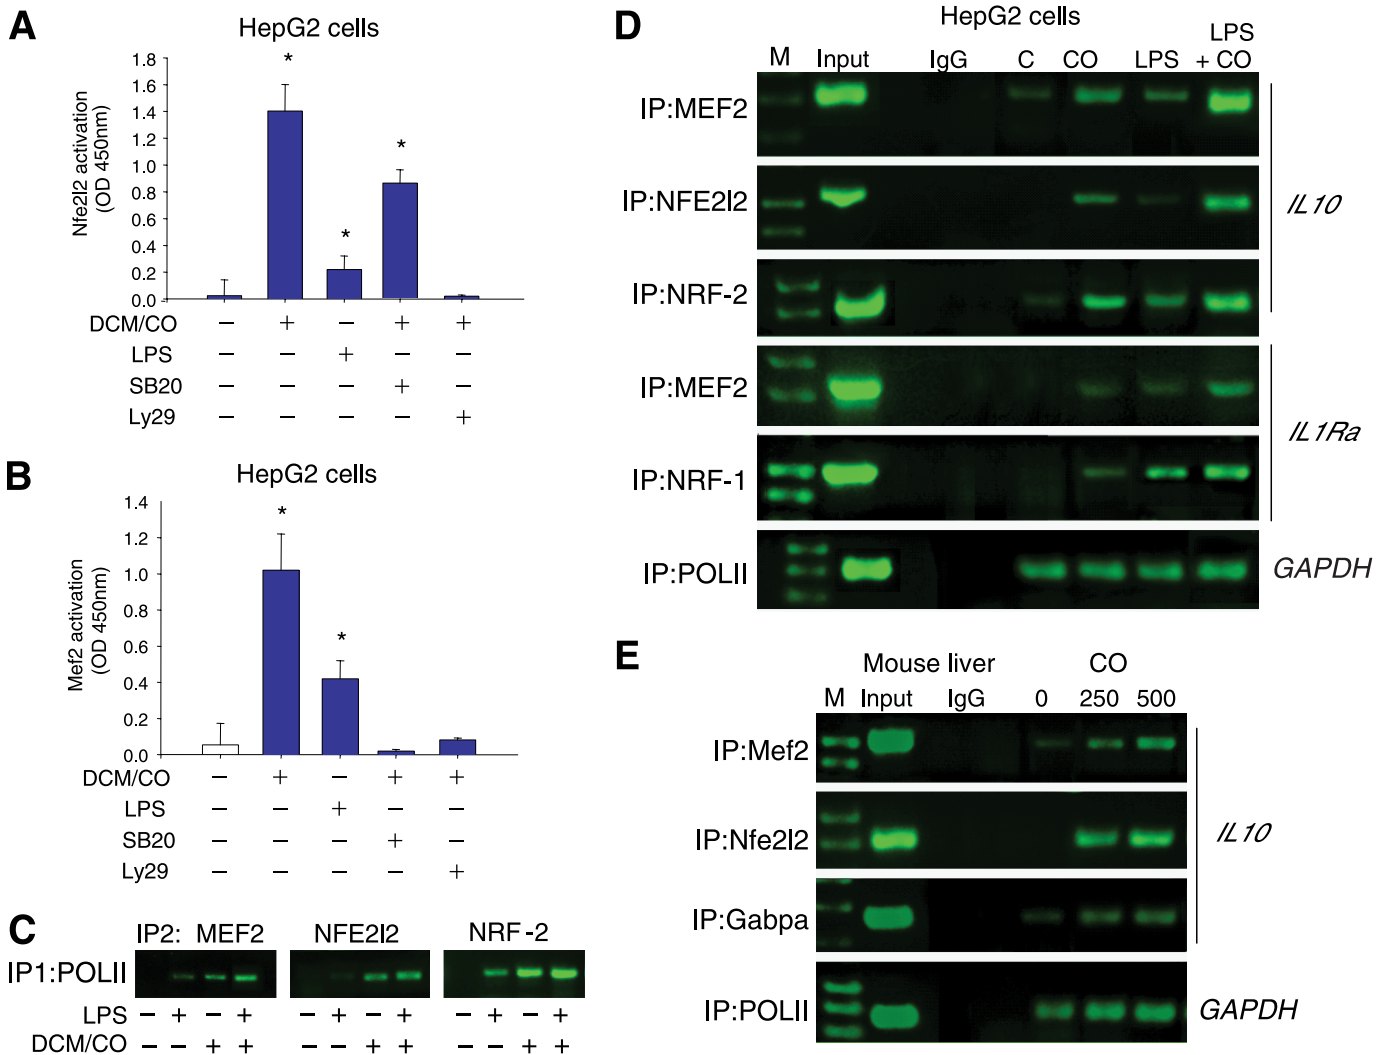 A
HepG2 cells
Nfe2l2 activation
(OD 450nm)
1.8
1.6
1.4
1.2
1.0
0.8
0.6
0.4
0.2
0.0
* * * *
DCM/CO – + – + +
LPS – – + – –
SB20 – – – + –
Ly29 – – – – +
B
HepG2 cells
Mef2 activation
(OD 450nm)
1.4
1.2
1.0
0.8
0.6
0.4
0.2
0.0
* *
DCM/CO – + – + +
LPS – – + – –
SB20 – – – + –
Ly29 – – – – +
C
IP2: MEF2 NFE2l2 NRF-2
IP1:POLII
LPS – + – + – + – + – + – +
DCM/CO – – + + – – + + – – + +
D
HepG2 cells
M Input IgG C CO LPS LPS + CO
IP:MEF2
IP:NFE2l2
IL10
IP:NRF-2
IP:MEF2
IL1Ra
IP:NRF-1
IP:POLII
GAPDH
E
Mouse liver CO
M Input IgG 0 250 500
IP:Mef2
IP:Nfe2l2
IL10
IP:Gabpa
IP:POLII
GAPDH